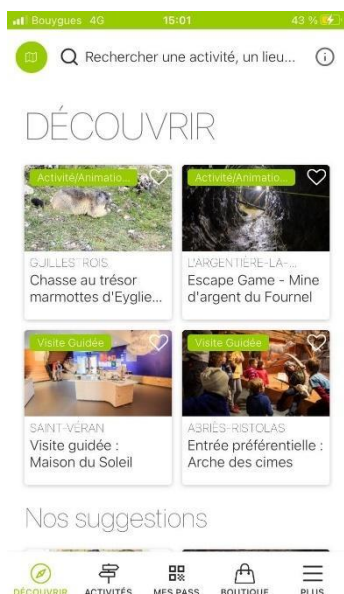 Bouygues 4G 15:01 43 %
Rechercher une activité, un lieu...
DÉCOUVRIR
Activité/Animatio...
GUILLESTROIS
Chasse au trésor
marmottes d'Eyglie...
Activité/Animatio...
L'ARGENTIÈRE-LA-...
Escape Game - Mine
d'argent du Fournel
Visite Guidée
SAINT-VÉRAN
Visite guidée :
Maison du Soleil
Visite Guidée
ABRIÈS-RISTOLAS
Entrée préférentielle :
Arche des cimes
Nos suggestions
DÉCOUVRIR ACTIVITÉS MES PASS BOUTIQUE PLUS